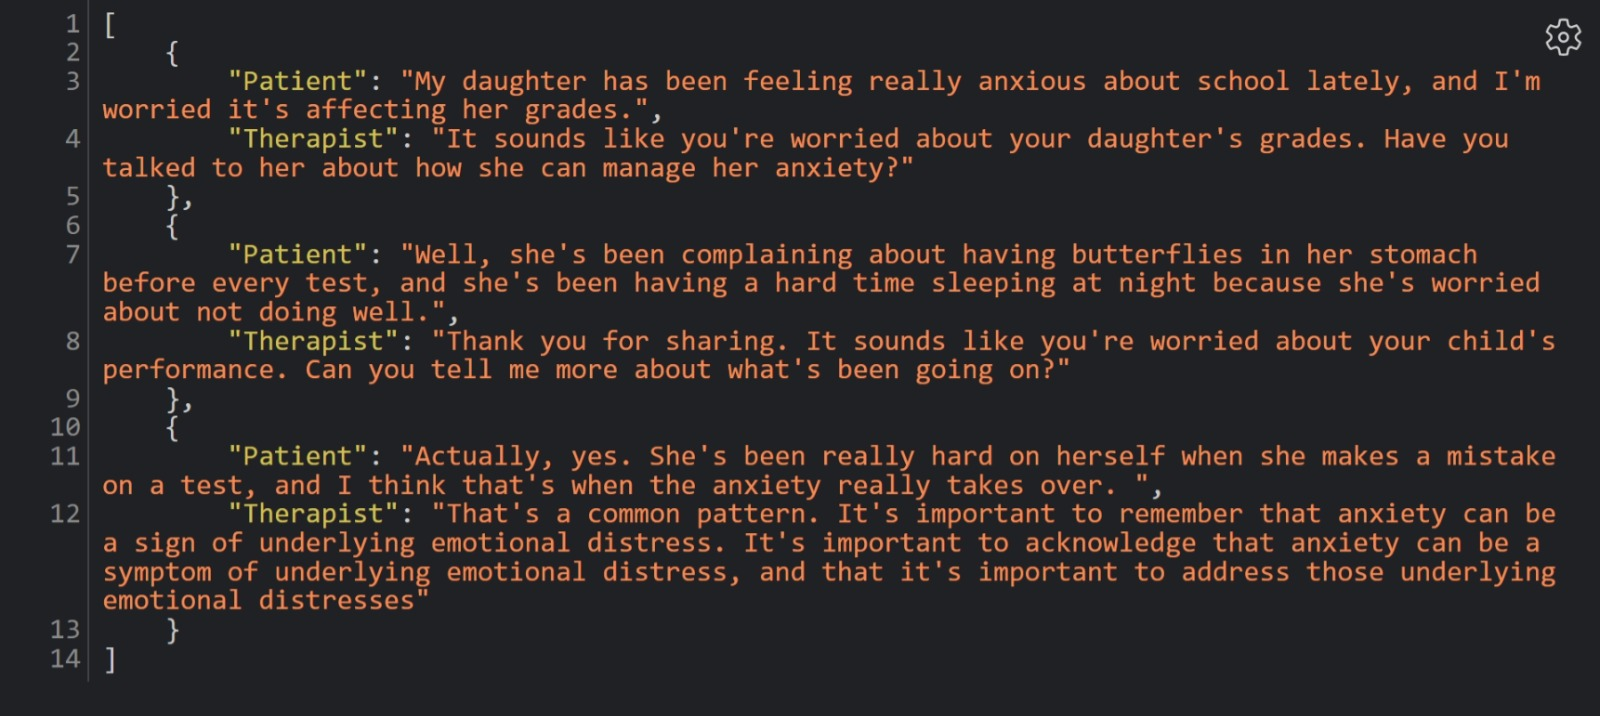 1 [
2 {
3 "Patient": "My daughter has been feeling really anxious about school lately, and I'm
worried it's affecting her grades.",
4 "Therapist": "It sounds like you're worried about your daughter's grades. Have you
talked to her about how she can manage her anxiety?"
5 },
6 {
7 "Patient": "Well, she's been complaining about having butterflies in her stomach
before every test, and she's been having a hard time sleeping at night because she's worried
about not doing well.",
8 "Therapist": "Thank you for sharing. It sounds like you're worried about your child's
performance. Can you tell me more about what's been going on?"
9 },
10 {
11 "Patient": "Actually, yes. She's been really hard on herself when she makes a mistake
on a test, and I think that's when the anxiety really takes over. ",
12 "Therapist": "That's a common pattern. It's important to remember that anxiety can be
a sign of underlying emotional distress. It's important to acknowledge that anxiety can be a
symptom of underlying emotional distress, and that it's important to address those underlying
emotional distresses"
13 }
14 ]